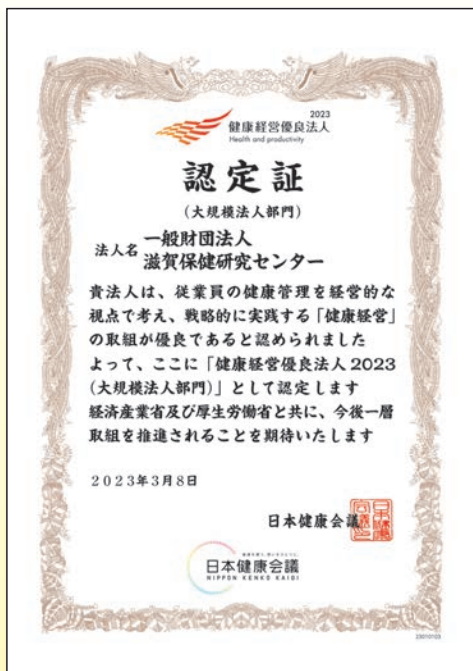 2023
健康経営優良法人
Health and productivity
認定証
(大規模法人部門)
法人名 一般財団法人
滋賀保健研究センター
貴法人は、従業員の健康管理を経営的な
視点で考え、戦略的に実践する「健康経営」
の取組が優良であると認められました
よって、ここに「健康経営優良法人2023
(大規模法人部門)」として認定します
経済産業省及び厚生労働省と共に、今後一層
取組を推進されることを期待いたします
2023年3月8日
日本健康会議
日本健康会議
NIPPON KENKO KAIGI